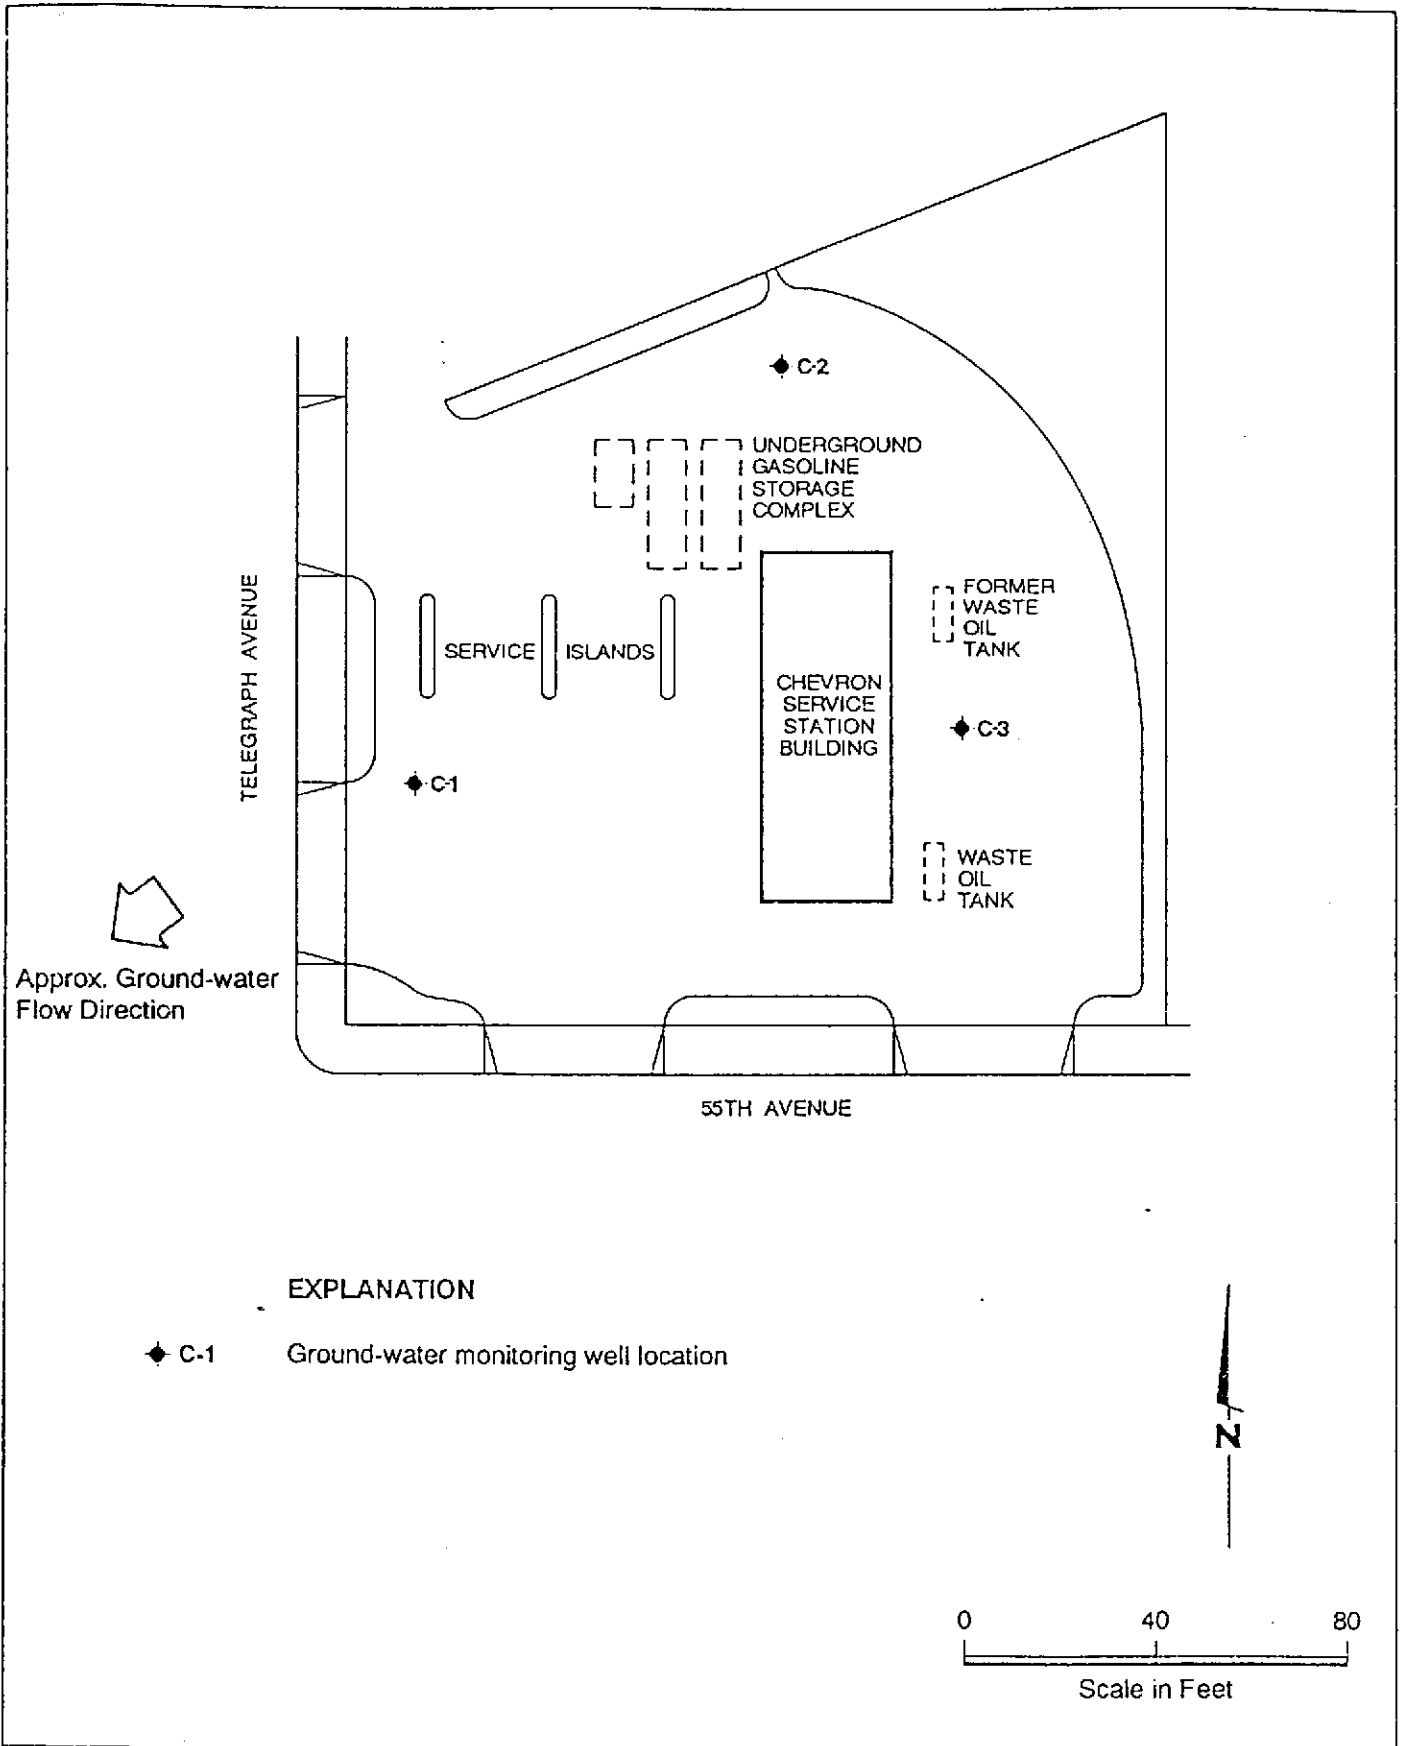 C-2
UNDERGROUND
GASOLINE
STORAGE
COMPLEX
TELEGRAPH AVENUE
SERVICE ISLANDS
FORMER
WASTE
OIL
TANK
CHEVRON
SERVICE
STATION
BUILDING
C-3
C-1
WASTE
OIL
TANK
Approx. Ground-water
Flow Direction
55TH AVENUE
EXPLANATION
C-1 Ground-water monitoring well location
N
0 40 80
Scale in Feet